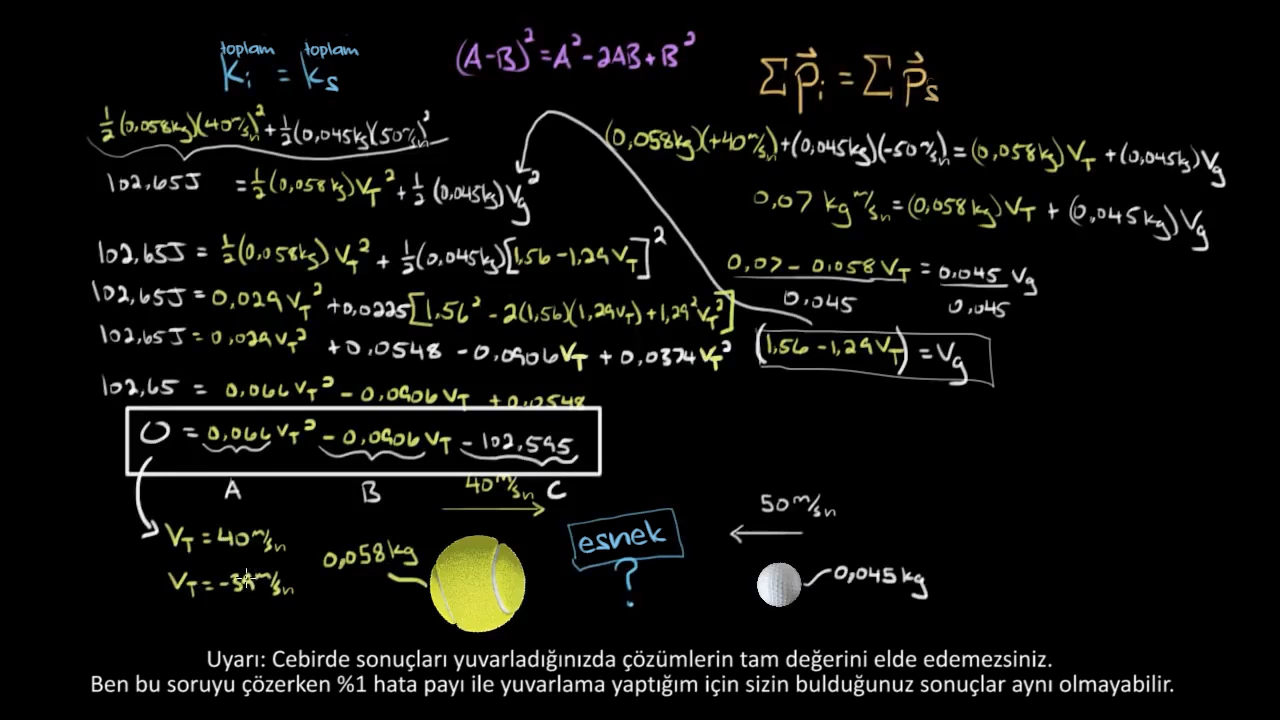 toplam toplam
Kᵢ = Kₛ
(A-B)² = A² - 2AB + B²
Σp⃗ᵢ = Σp⃗ₛ
½(0,058kg)(40m/sn)² + ½(0,045kg)(50m/sn)²
102,65J = ½(0,058kg)V_T² + ½(0,045kg)V_g²
102,65J = ½(0,058kg)V_T² + ½(0,045kg)[1,56 - 1,29V_T]²
102,65J = 0,029V_T² + 0,0225[1,56² - 2(1,56)(1,29V_T) + 1,29²V_T²]
102,65J = 0,029V_T² + 0,0548 - 0,0906V_T + 0,0374V_T²
102,65 = 0,066V_T² - 0,0906V_T + 0,0548
0 = 0,066V_T² - 0,0906V_T - 102,595
A B C
(0,058kg)(+40m/sn) + (0,045kg)(-50m/sn) = (0,058kg)V_T + (0,045kg)V_g
0,07 kg m/sn = (0,058kg)V_T + (0,045kg)V_g
0,07 - 0,058V_T = 0,045V_g
0,045 0,045
(1,56 - 1,29V_T) = V_g
V_T = 40m/sn
V_T = - m/sn
40m/sn
0,058kg
esnek
?
50m/sn
0,045kg
Uyarı: Cebirde sonuçları yuvarladığınızda çözümlerin tam değerini elde edemezsiniz.
Ben bu soruyu çözerken %1 hata payı ile yuvarlama yaptığım için sizin bulduğunuz sonuçlar aynı olmayabilir.